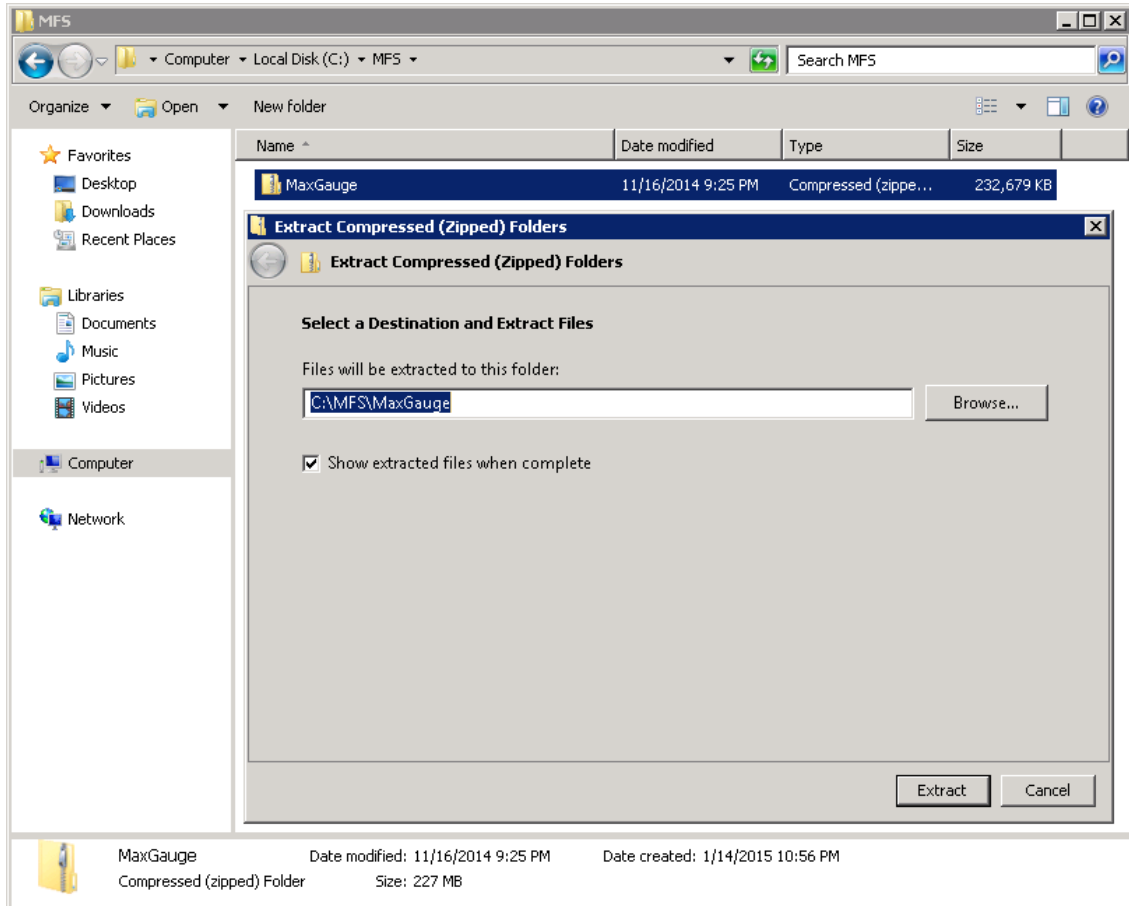 MFS
Computer Local Disk (C:) MFS Search MFS
Organize Open New folder
Name Date modified Type Size
Favorites
Desktop
Downloads
Recent Places
Libraries
Documents
Music
Pictures
Videos
Computer
Network
MaxGauge 11/16/2014 9:25 PM Compressed (zippe... 232,679 KB
Extract Compressed (Zipped) Folders
Extract Compressed (Zipped) Folders
Select a Destination and Extract Files
Files will be extracted to this folder:
C:\MFS\MaxGauge Browse...
Show extracted files when complete
Extract Cancel
MaxGauge Date modified: 11/16/2014 9:25 PM Date created: 1/14/2015 10:56 PM
Compressed (zipped) Folder Size: 227 MB